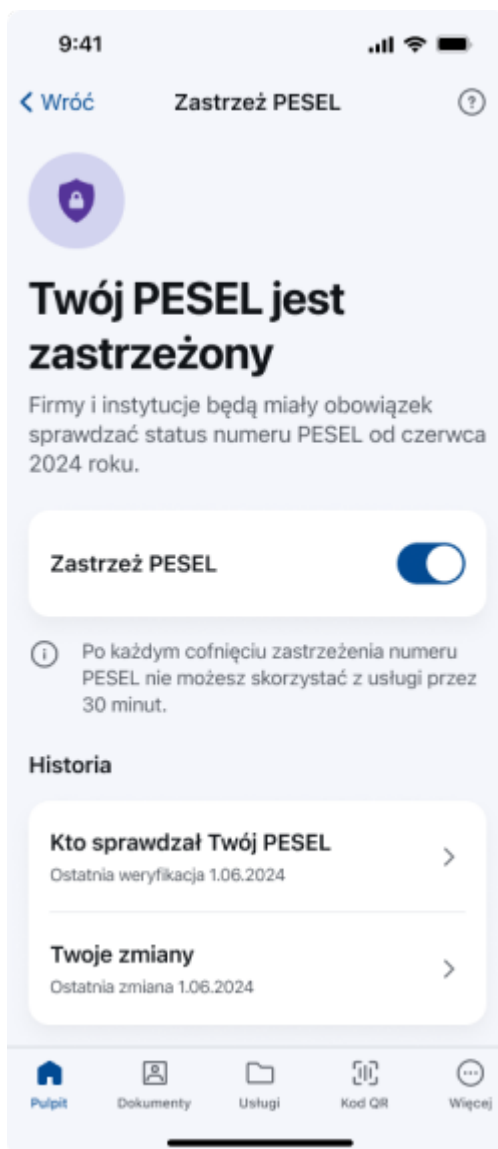 9:41
Wróć
Zastrzeż PESEL
Twój PESEL jest
zastrzeżony
Firmy i instytucje będą miały obowiązek
sprawdzać status numeru PESEL od czerwca
2024 roku.
Zastrzeż PESEL
Po każdym cofnięciu zastrzeżenia numeru
PESEL nie możesz skorzystać z usługi przez
30 minut.
Historia
Kto sprawdzał Twój PESEL
Ostatnia weryfikacja 1.06.2024
Twoje zmiany
Ostatnia zmiana 1.06.2024
Pulpit
Dokumenty
Usługi
Kod QR
Więcej